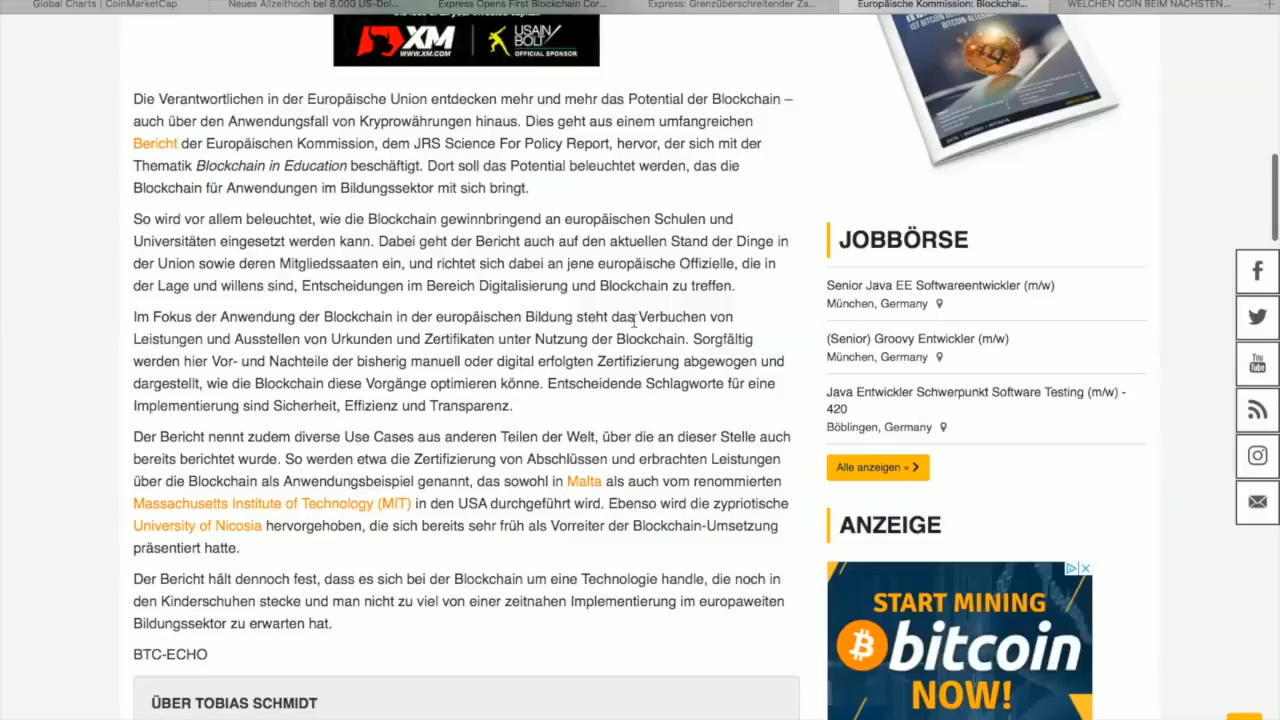 Global Charts | CoinMarketCap
Neues Allzeithoch bei 8.000 US-Dol...
Express Opens First Blockchain Cor...
Express: Grenzüberschreitender Za...
Europäische Kommission: Blockchai...
WELCHEN COIN BEIM NÄCHSTEN...
XM
WWW.XM.COM
USAIN
BOLT
OFFICIAL SPONSOR
Die Verantwortlichen in der Europäische Union entdecken mehr und mehr das Potential der Blockchain –
auch über den Anwendungsfall von Kryprowährungen hinaus. Dies geht aus einem umfangreichen
Bericht der Europäischen Kommission, dem JRS Science For Policy Report, hervor, der sich mit der
Thematik Blockchain in Education beschäftigt. Dort soll das Potential beleuchtet werden, das die
Blockchain für Anwendungen im Bildungssektor mit sich bringt.
So wird vor allem beleuchtet, wie die Blockchain gewinnbringend an europäischen Schulen und
Universitäten eingesetzt werden kann. Dabei geht der Bericht auch auf den aktuellen Stand der Dinge in
der Union sowie deren Mitgliedssaaten ein, und richtet sich dabei an jene europäische Offizielle, die in
der Lage und willens sind, Entscheidungen im Bereich Digitalisierung und Blockchain zu treffen.
Im Fokus der Anwendung der Blockchain in der europäischen Bildung steht das Verbuchen von
Leistungen und Ausstellen von Urkunden und Zertifikaten unter Nutzung der Blockchain. Sorgfältig
werden hier Vor- und Nachteile der bisherig manuell oder digital erfolgten Zertifizierung abgewogen und
dargestellt, wie die Blockchain diese Vorgänge optimieren könne. Entscheidende Schlagworte für eine
Implementierung sind Sicherheit, Effizienz und Transparenz.
Der Bericht nennt zudem diverse Use Cases aus anderen Teilen der Welt, über die an dieser Stelle auch
bereits berichtet wurde. So werden etwa die Zertifizierung von Abschlüssen und erbrachten Leistungen
über die Blockchain als Anwendungsbeispiel genannt, das sowohl in Malta als auch vom renommierten
Massachusetts Institute of Technology (MIT) in den USA durchgeführt wird. Ebenso wird die zypriotische
University of Nicosia hervorgehoben, die sich bereits sehr früh als Vorreiter der Blockchain-Umsetzung
präsentiert hatte.
Der Bericht hält dennoch fest, dass es sich bei der Blockchain um eine Technologie handle, die noch in
den Kinderschuhen stecke und man nicht zu viel von einer zeitnahen Implementierung im europaweiten
Bildungssektor zu erwarten hat.
BTC-ECHO
ÜBER TOBIAS SCHMIDT
JOBBÖRSE
Senior Java EE Softwareentwickler (m/w)
München, Germany
(Senior) Groovy Entwickler (m/w)
München, Germany
Java Entwickler Schwerpunkt Software Testing (m/w) -
420
Böblingen, Germany
Alle anzeigen »
ANZEIGE
START MINING
bitcoin
NOW!
You
Tube